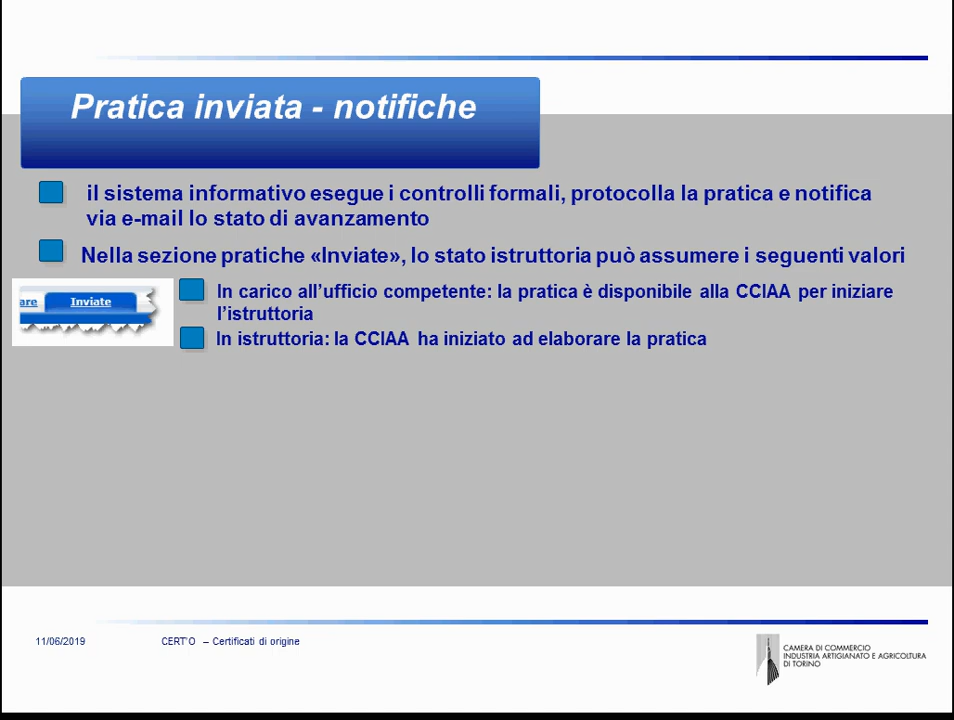 Pratica inviata - notifiche
il sistema informativo esegue i controlli formali, protocolla la pratica e notifica
via e-mail lo stato di avanzamento
Nella sezione pratiche «Inviate», lo stato istruttoria può assumere i seguenti valori
are Inviate
In carico all’ufficio competente: la pratica è disponibile alla CCIAA per iniziare
l’istruttoria
In istruttoria: la CCIAA ha iniziato ad elaborare la pratica
11/06/2019 CERT'O – Certificati di origine
CAMERA DI COMMERCIO
INDUSTRIA ARTIGIANATO E AGRICOLTURA
DI TORINO